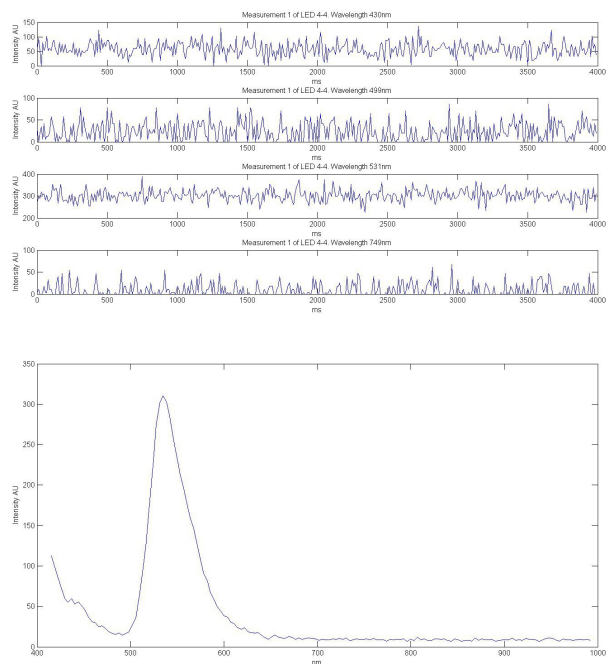 Measurement 1 of LED 4-4. Wavelength 430nm
150
100
50
0
Intensity AU
0 500 1000 1500 2000 2500 3000 3500 4000
ms
Measurement 1 of LED 4-4. Wavelength 499nm
100
50
0
Intensity AU
0 500 1000 1500 2000 2500 3000 3500 4000
ms
Measurement 1 of LED 4-4. Wavelength 531nm
400
300
200
Intensity AU
0 500 1000 1500 2000 2500 3000 3500 4000
ms
Measurement 1 of LED 4-4. Wavelength 749nm
100
50
0
Intensity AU
0 500 1000 1500 2000 2500 3000 3500 4000
ms
350
300
250
200
150
100
50
0
Intensity AU
400 500 600 700 800 900 1000
nm